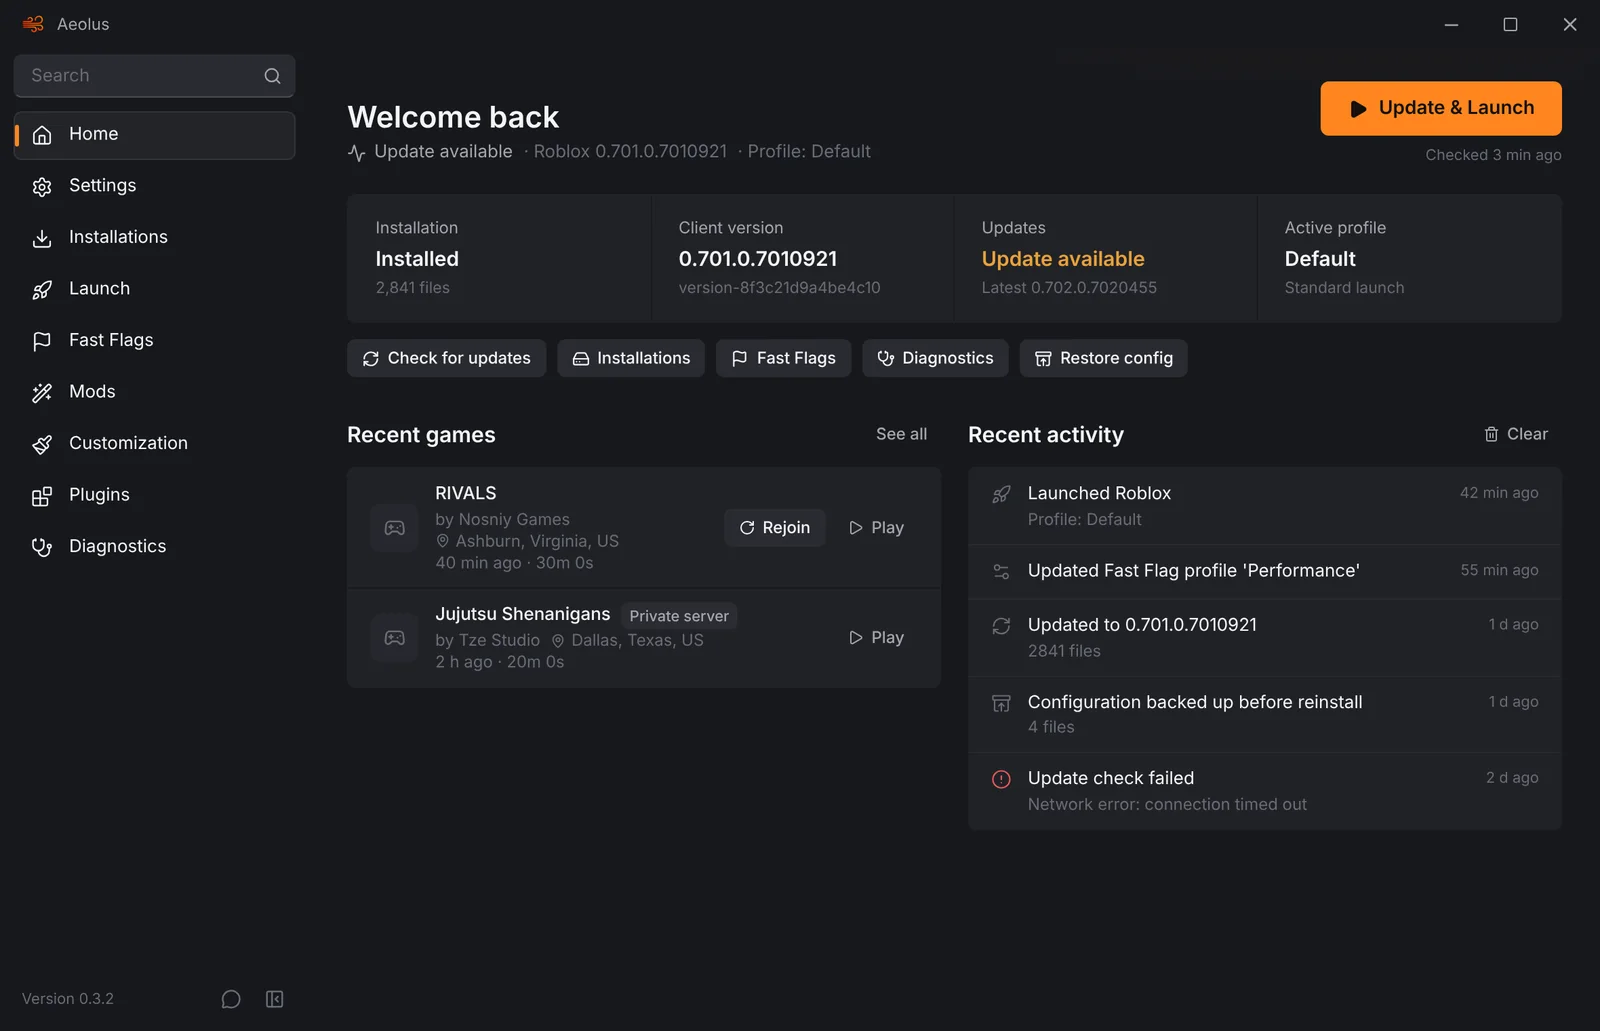 Aeolus
Search
Home
Settings
Installations
Launch
Fast Flags
Mods
Customization
Plugins
Diagnostics
Version 0.3.2
Welcome back
Update available · Roblox 0.701.0.7010921 · Profile: Default
Update & Launch
Checked 3 min ago
Installation
Installed
2,841 files
Client version
0.701.0.7010921
version-8f3c21d9a4be4c10
Updates
Update available
Latest 0.702.0.7020455
Active profile
Default
Standard launch
Check for updates
Installations
Fast Flags
Diagnostics
Restore config
Recent games
See all
RIVALS
by Nosniy Games
Ashburn, Virginia, US
40 min ago · 30m 0s
Rejoin
Play
Jujutsu Shenanigans Private server
by Tze Studio Dallas, Texas, US
2 h ago · 20m 0s
Play
Recent activity
Clear
Launched Roblox 42 min ago
Profile: Default
Updated Fast Flag profile 'Performance' 55 min ago
Updated to 0.701.0.7010921 1 d ago
2841 files
Configuration backed up before reinstall 1 d ago
4 files
Update check failed 2 d ago
Network error: connection timed out